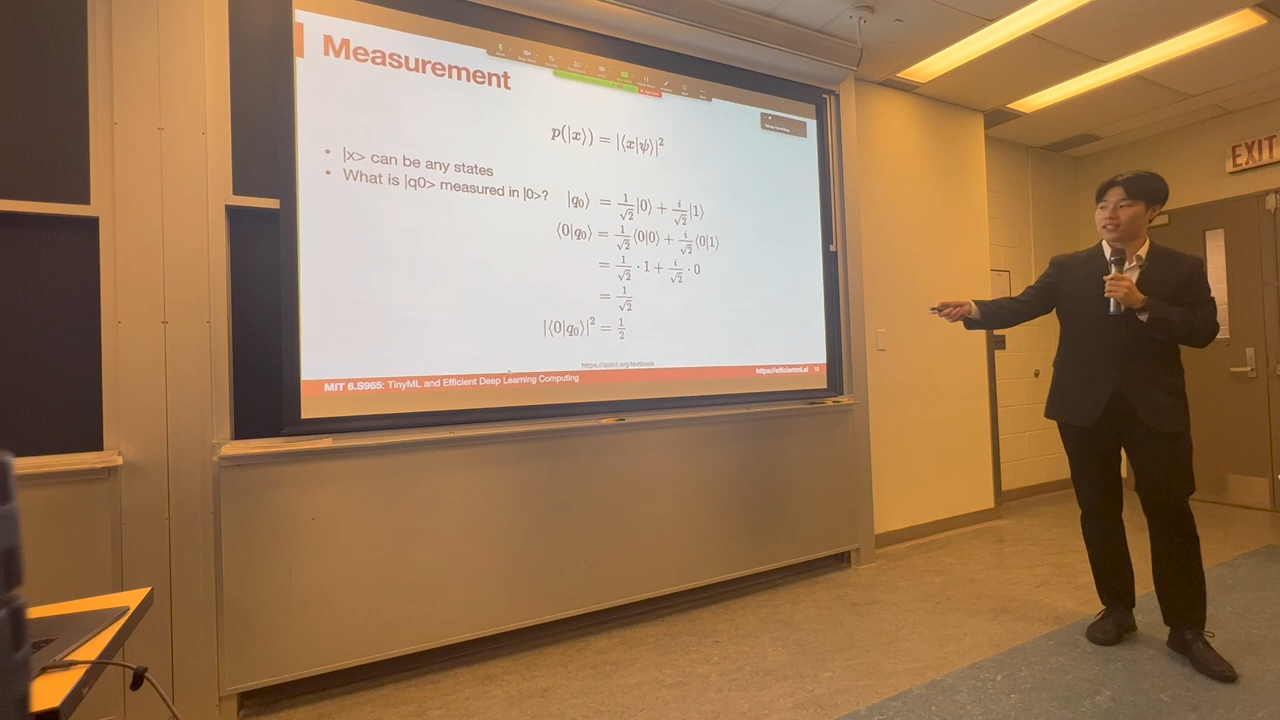 Measurement
p(|x⟩) = |⟨x|ψ⟩|²
• |x> can be any states
• What is |q0> measured in |0>?
|q₀⟩ = 1/√2 |0⟩ + i/√2 |1⟩
⟨0|q₀⟩ = 1/√2 ⟨0|0⟩ + i/√2 ⟨0|1⟩
= 1/√2 · 1 + i/√2 · 0
= 1/√2
|⟨0|q₀⟩|² = 1/2
https://qiskit.org/textbook
MIT 6.S965: TinyML and Efficient Deep Learning Computing
https://efficientml.ai
12
EXIT